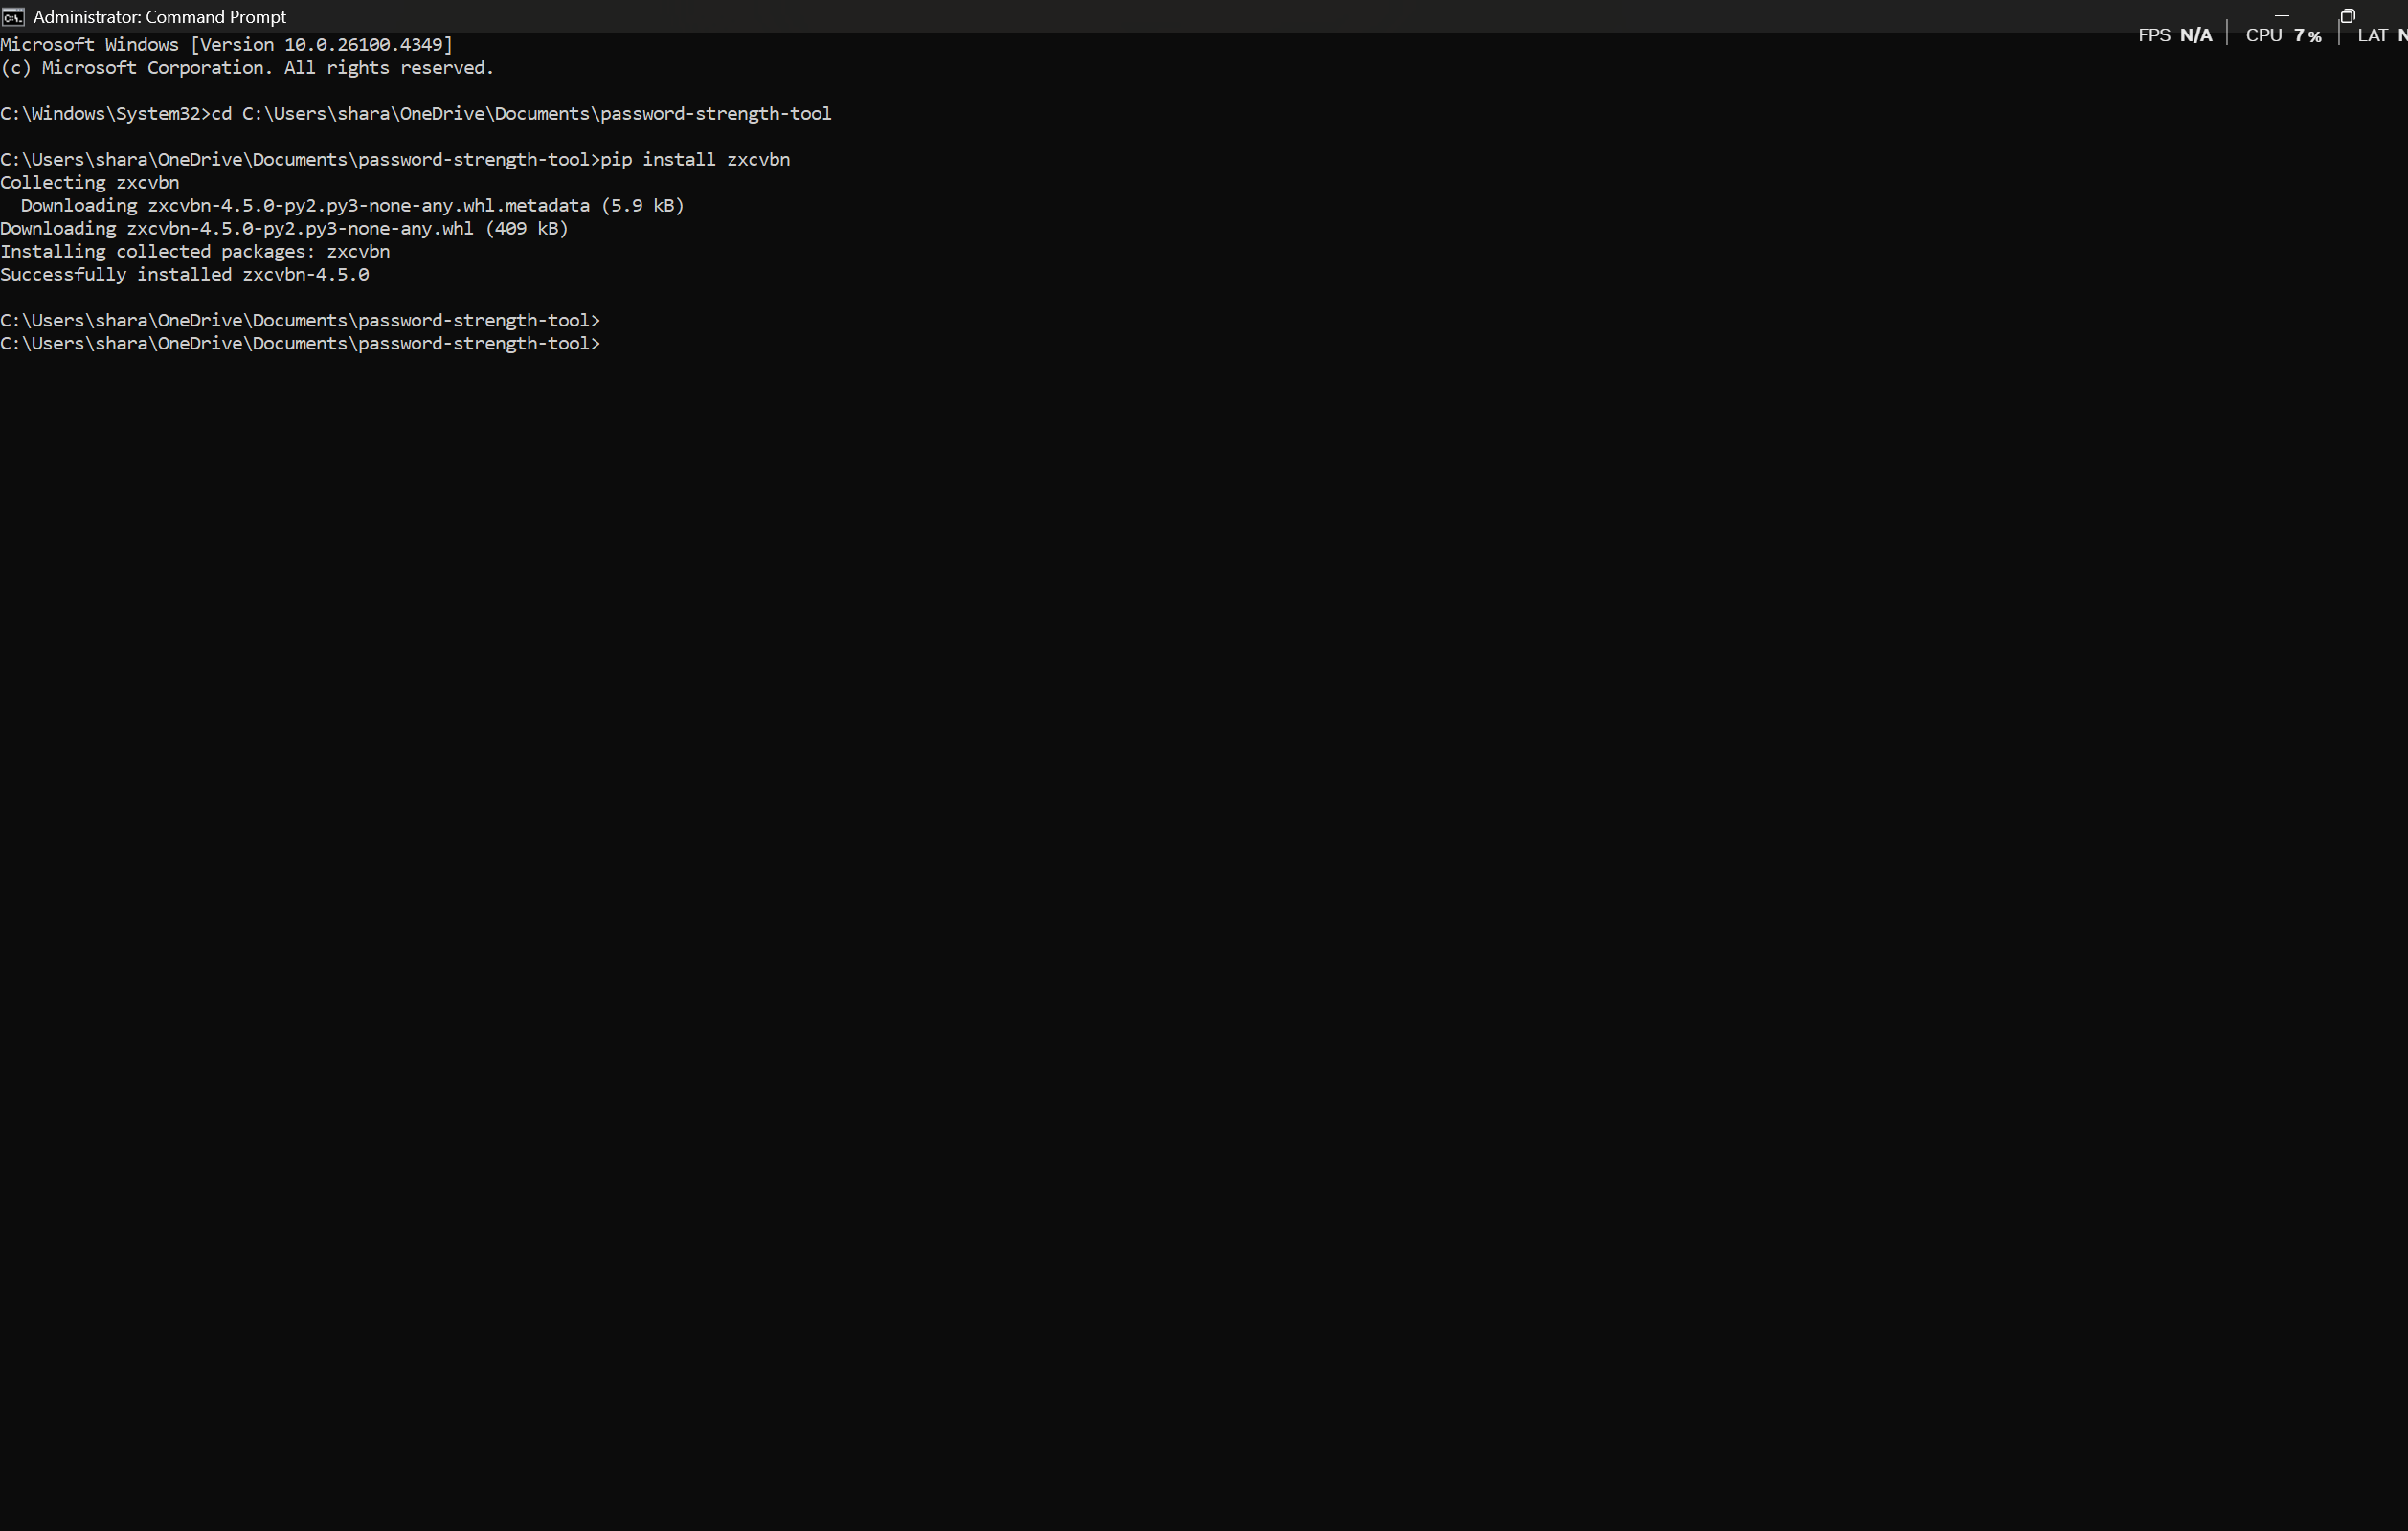 Administrator: Command Prompt
FPS N/A CPU 7% LAT
Microsoft Windows [Version 10.0.26100.4349]
(c) Microsoft Corporation. All rights reserved.
C:\Windows\System32>cd C:\Users\shara\OneDrive\Documents\password-strength-tool
C:\Users\shara\OneDrive\Documents\password-strength-tool>pip install zxcvbn
Collecting zxcvbn
  Downloading zxcvbn-4.5.0-py2.py3-none-any.whl.metadata (5.9 kB)
Downloading zxcvbn-4.5.0-py2.py3-none-any.whl (409 kB)
Installing collected packages: zxcvbn
Successfully installed zxcvbn-4.5.0
C:\Users\shara\OneDrive\Documents\password-strength-tool>
C:\Users\shara\OneDrive\Documents\password-strength-tool>